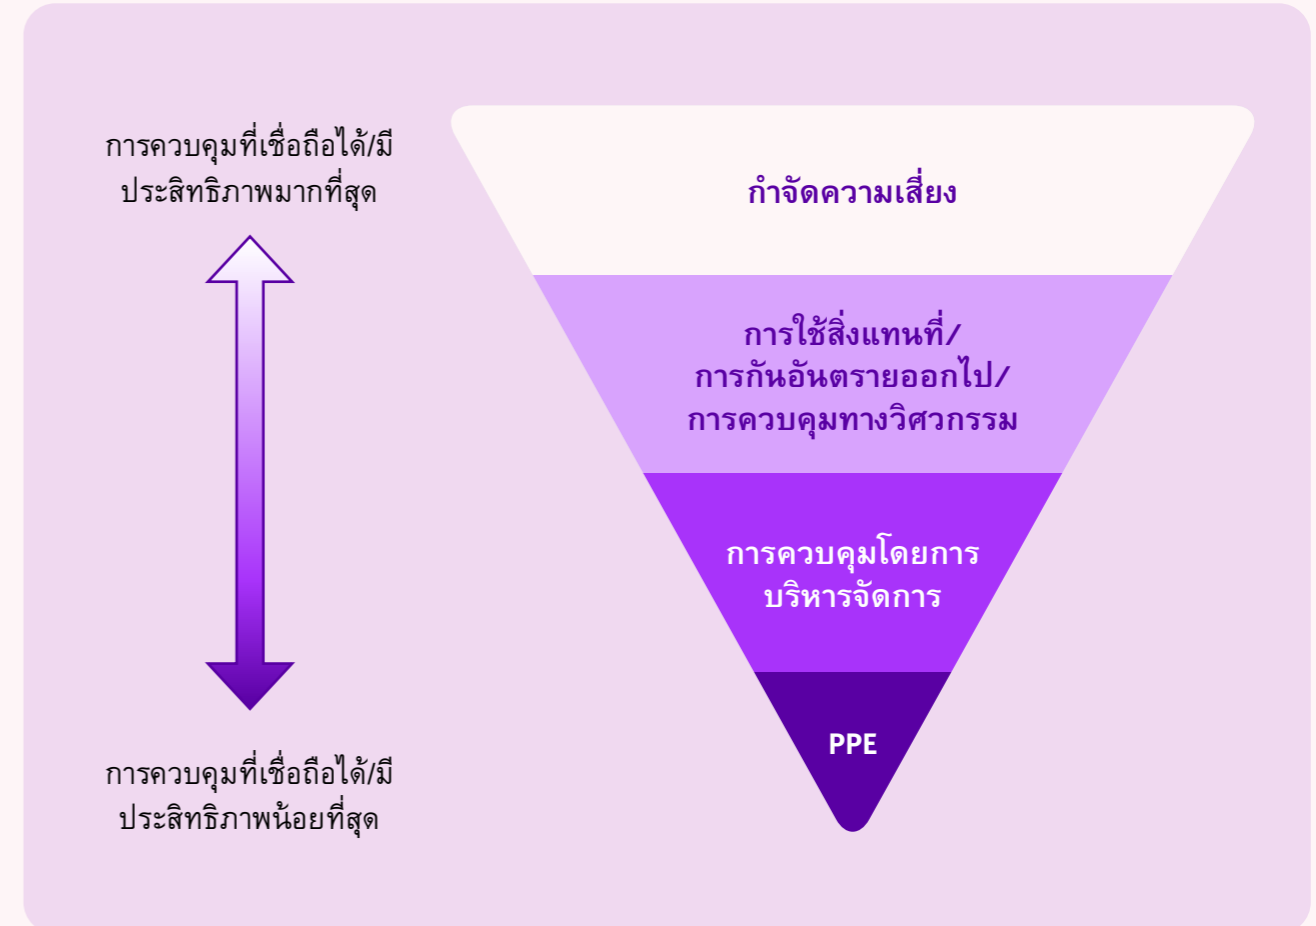 การควบคุมที่เชื่อถือได้/มี
ประสิทธิภาพมากที่สุด
กำจัดความเสี่ยง
การใช้สิ่งแทนที่/
การกันอันตรายออกไป/
การควบคุมทางวิศวกรรม
การควบคุมโดยการ
บริหารจัดการ
PPE
การควบคุมที่เชื่อถือได้/มี
ประสิทธิภาพน้อยที่สุด